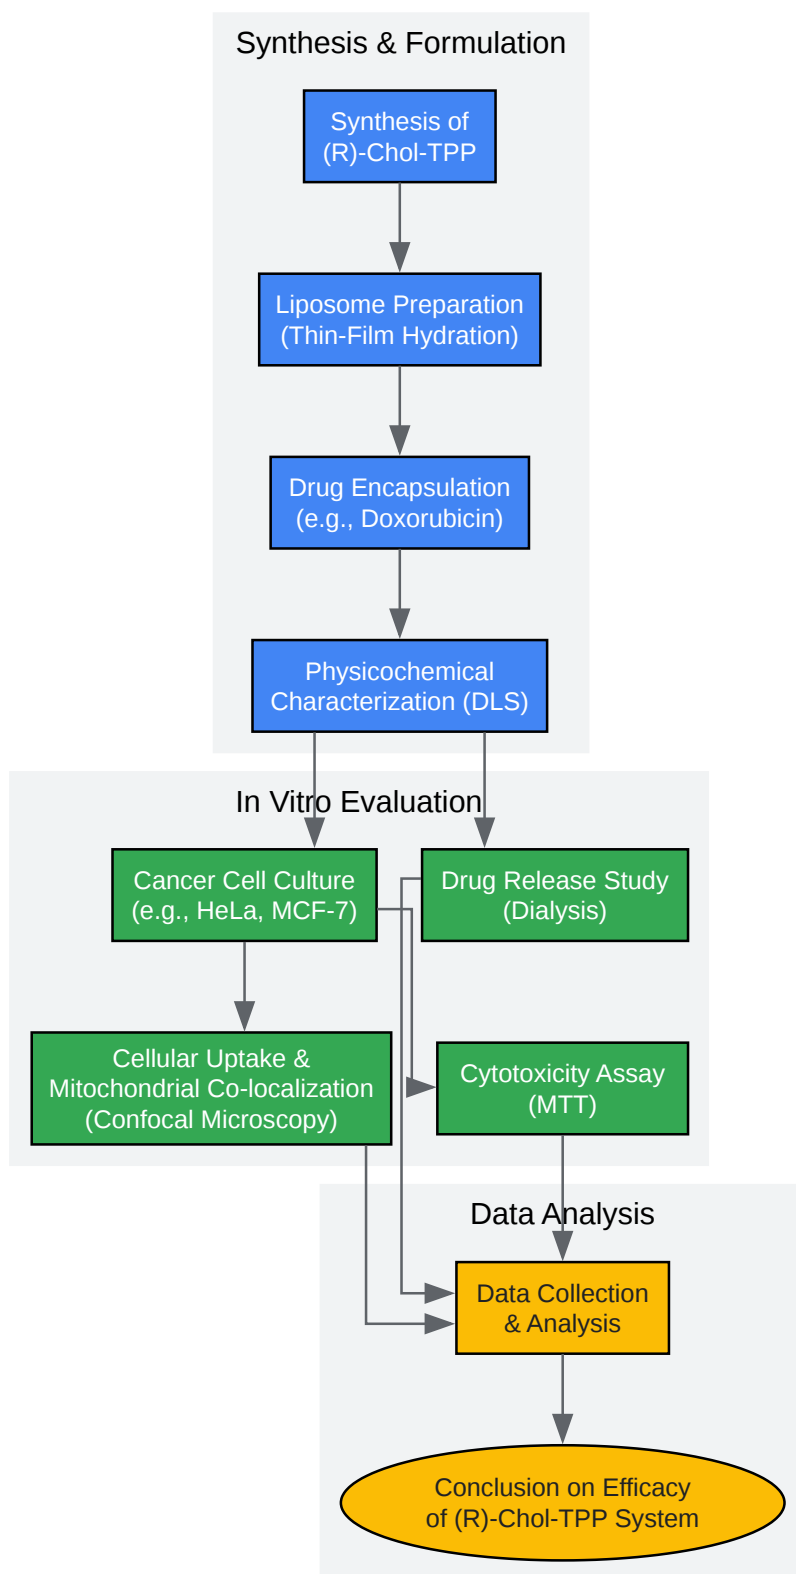 Synthesis & Formulation
Synthesis of
(R)-Chol-TPP
Liposome Preparation
(Thin-Film Hydration)
Drug Encapsulation
(e.g., Doxorubicin)
Physicochemical
Characterization (DLS)
In Vitro Evaluation
Cancer Cell Culture
(e.g., HeLa, MCF-7)
Drug Release Study
(Dialysis)
Cellular Uptake &
Mitochondrial Co-localization
(Confocal Microscopy)
Cytotoxicity Assay
(MTT)
Data Analysis
Data Collection
& Analysis
Conclusion on Efficacy
of (R)-Chol-TPP System